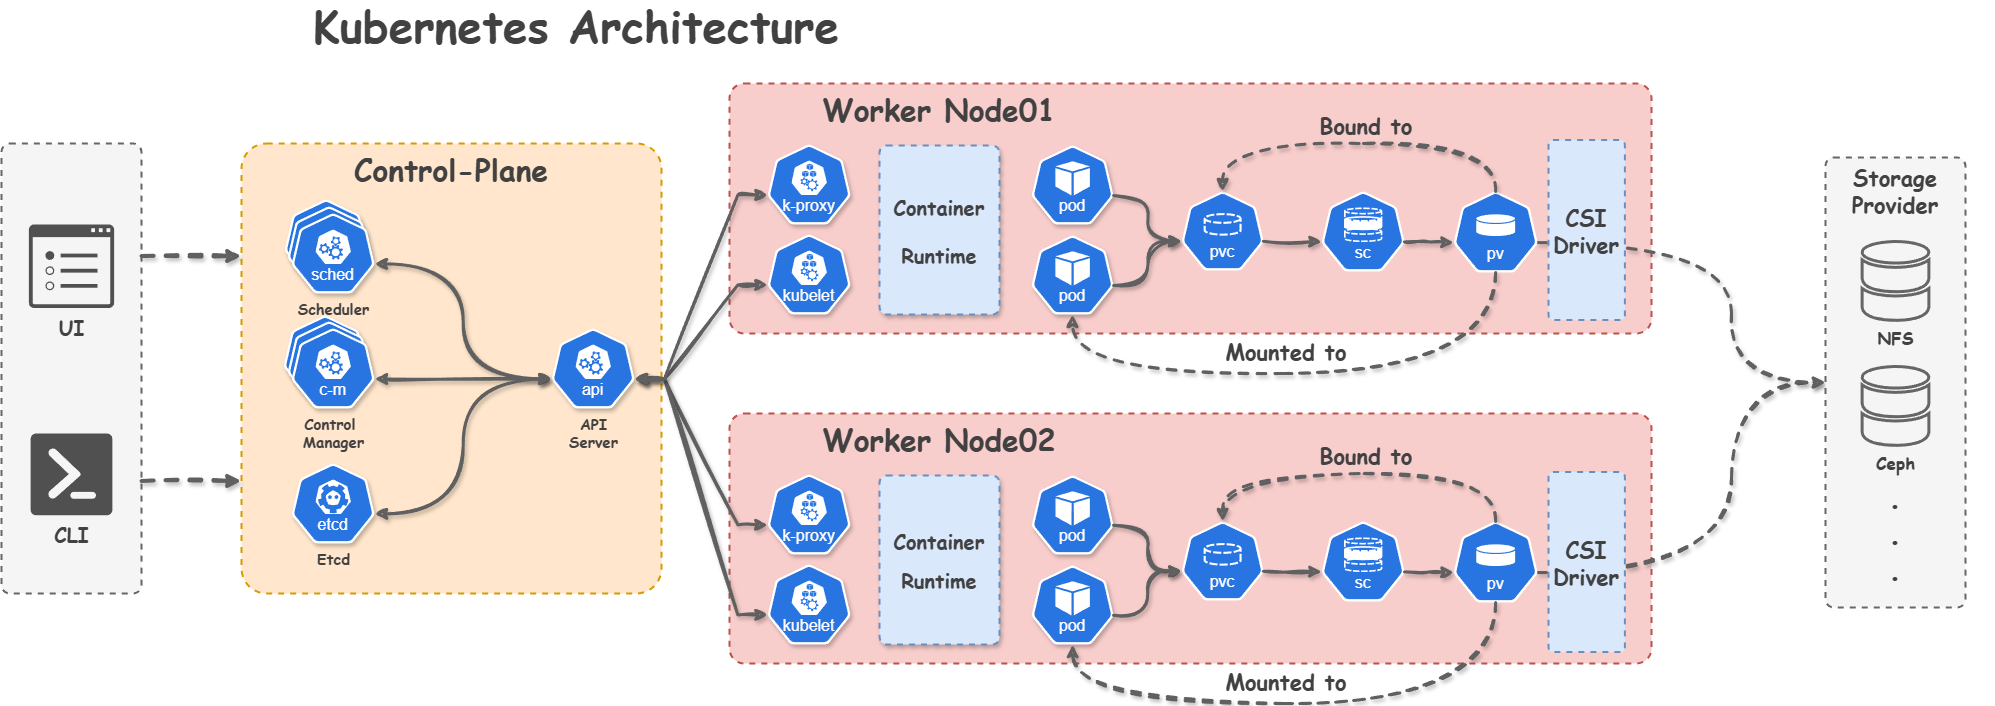 Kubernetes Architecture
UI
CLI
Control-Plane
sched
Scheduler
c-m
Control
Manager
etcd
Etcd
api
API
Server
Worker Node01
k-proxy
kubelet
Container
Runtime
pod
pod
Bound to
pvc
sc
pv
Mounted to
CSI
Driver
Worker Node02
k-proxy
kubelet
Container
Runtime
pod
pod
Bound to
pvc
sc
pv
Mounted to
CSI
Driver
Storage
Provider
NFS
Ceph
.
.
.